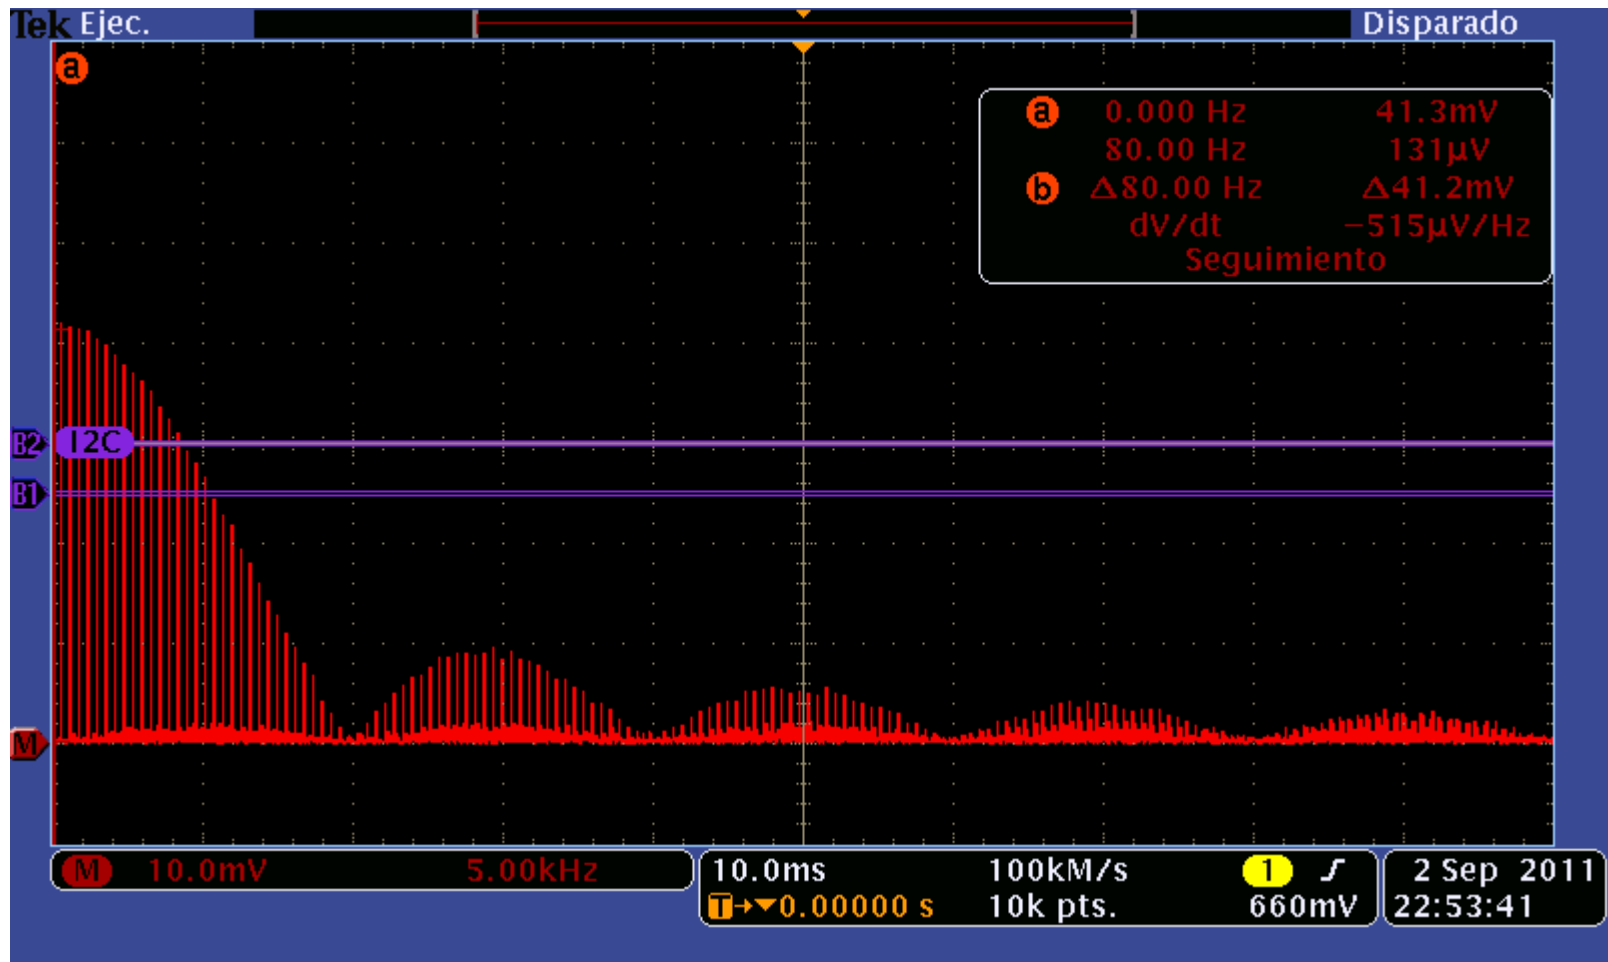 Tek Ejec.
Disparado
a
a 0.000 Hz 41.3mV
80.00 Hz 131µV
b Δ80.00 Hz Δ41.2mV
dV/dt −515µV/Hz
Seguimiento
B2 I2C
B1
M
M 10.0mV 5.00kHz
10.0ms 100kM/s 1
T→▼0.00000 s 10k pts. 660mV
2 Sep 2011
22:53:41